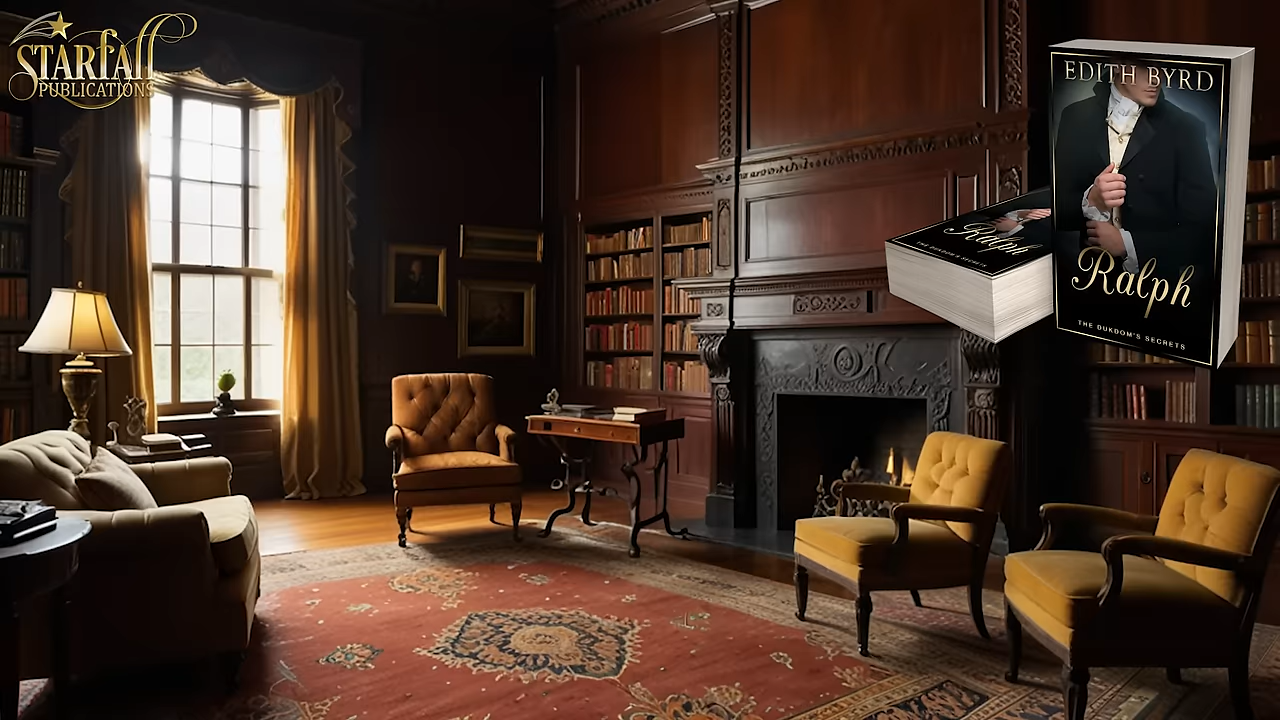 STARfall
PUBLICATIONS
EDITH BYRD
Ralph
THE DUKDOM'S SECRETS
Ralph
THE DUKDOM'S SECRETS